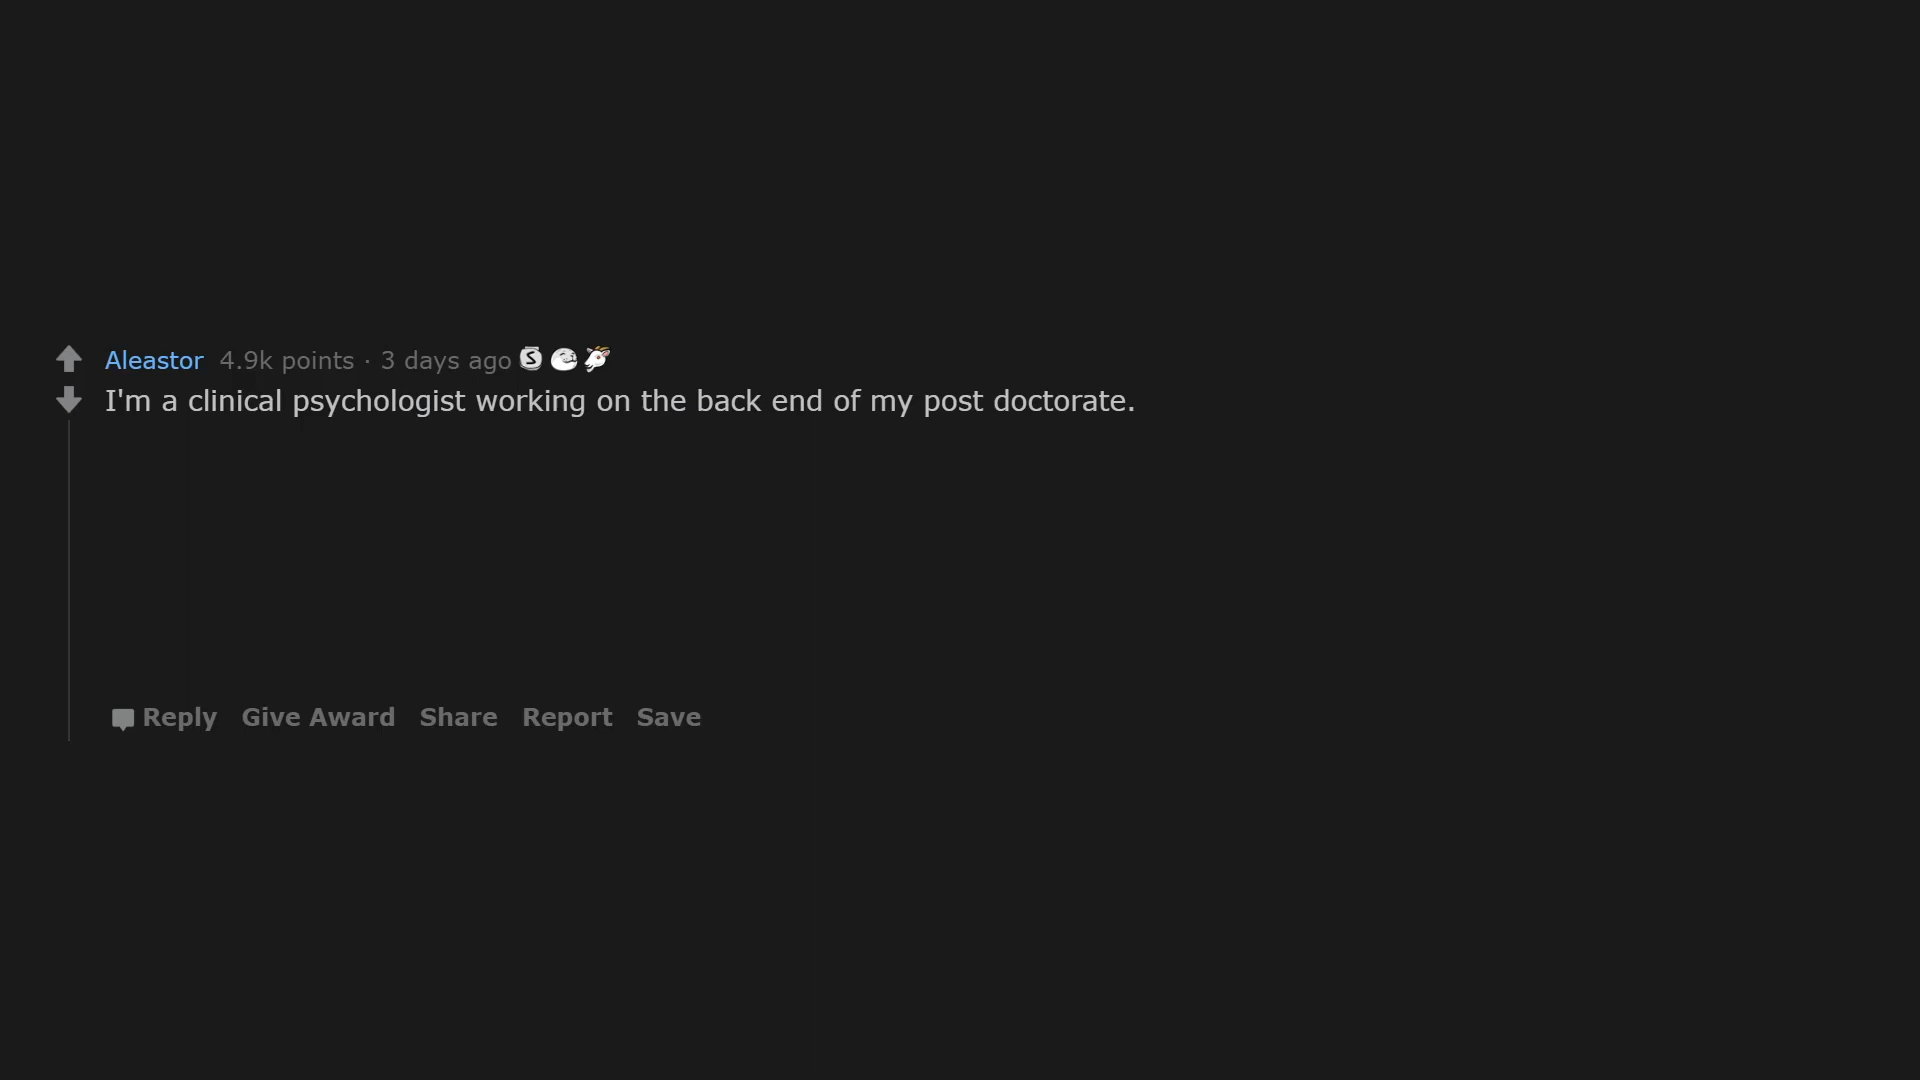 Aleastor 4.9k points · 3 days ago
I'm a clinical psychologist working on the back end of my post doctorate.
Reply Give Award Share Report Save